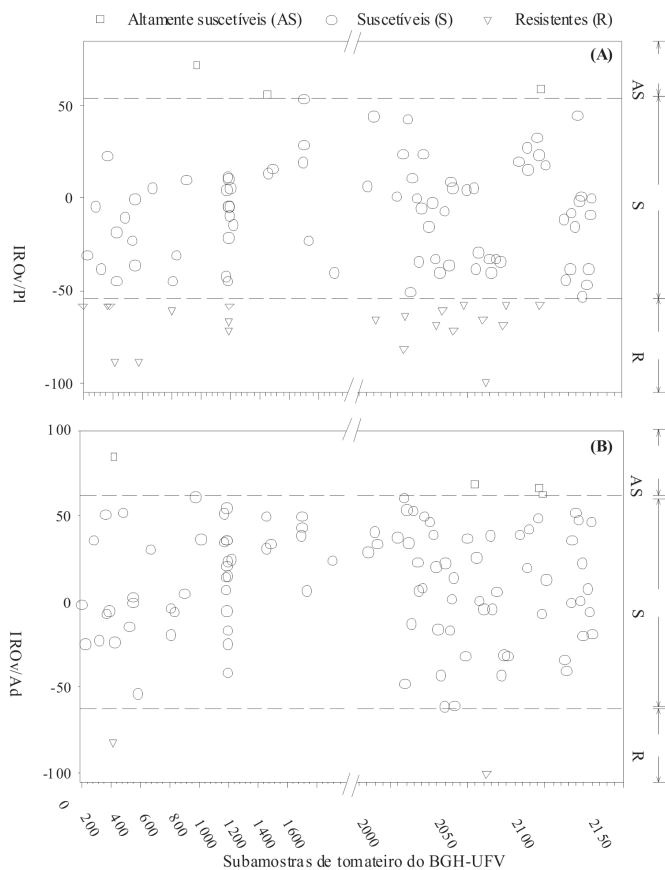 Altamente suscetíveis (AS) Suscetíveis (S) Resistentes (R)
(A)
AS
S
R
IROv/Pl
50
0
-50
-100
(B)
AS
S
R
IROv/Ad
100
50
0
-50
-100
0 200 400 600 800 1000 1200 1400 1600 2000 2050 2100 2150
Subamostras de tomateiro do BGH-UFV